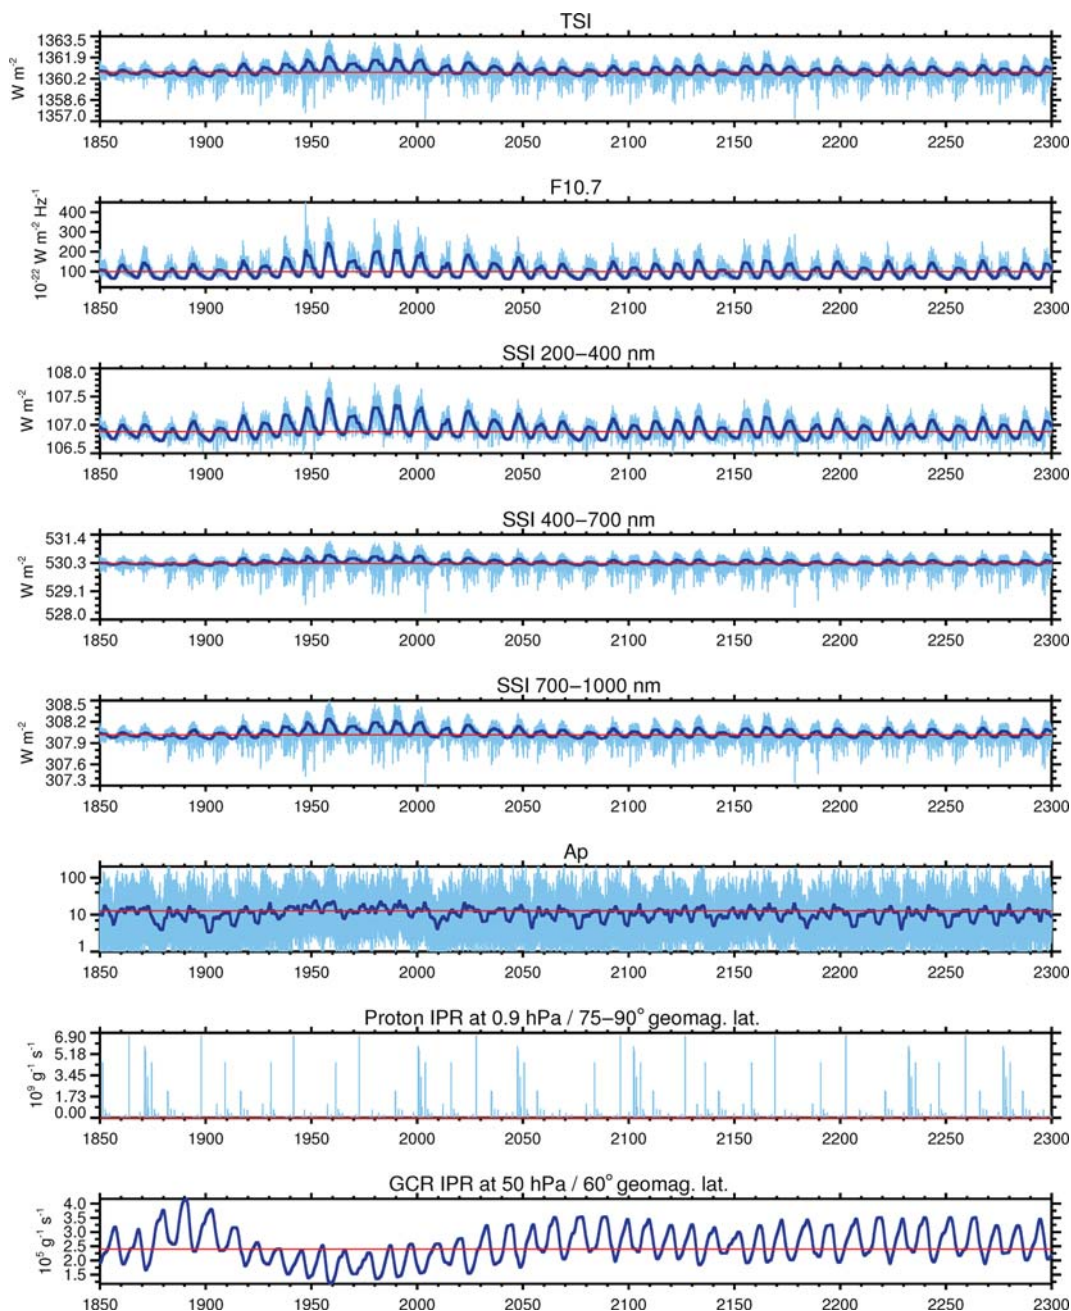 TSI
1363.5
1361.9
1360.2
1358.6
1357.0
W m-2
1850 1900 1950 2000 2050 2100 2150 2200 2250 2300
F10.7
400
300
200
100
10-22 W m-2 Hz-1
1850 1900 1950 2000 2050 2100 2150 2200 2250 2300
SSI 200–400 nm
108.0
107.5
107.0
106.5
W m-2
1850 1900 1950 2000 2050 2100 2150 2200 2250 2300
SSI 400–700 nm
531.4
530.3
529.1
528.0
W m-2
1850 1900 1950 2000 2050 2100 2150 2200 2250 2300
SSI 700–1000 nm
308.5
308.2
307.9
307.6
307.3
W m-2
1850 1900 1950 2000 2050 2100 2150 2200 2250 2300
Ap
100
10
1
1850 1900 1950 2000 2050 2100 2150 2200 2250 2300
Proton IPR at 0.9 hPa / 75–90° geomag. lat.
6.90
5.18
3.45
1.73
0.00
109 g-1 s-1
1850 1900 1950 2000 2050 2100 2150 2200 2250 2300
GCR IPR at 50 hPa / 60° geomag. lat.
4.0
3.5
3.0
2.5
2.0
1.5
105 g-1 s-1
1850 1900 1950 2000 2050 2100 2150 2200 2250 2300